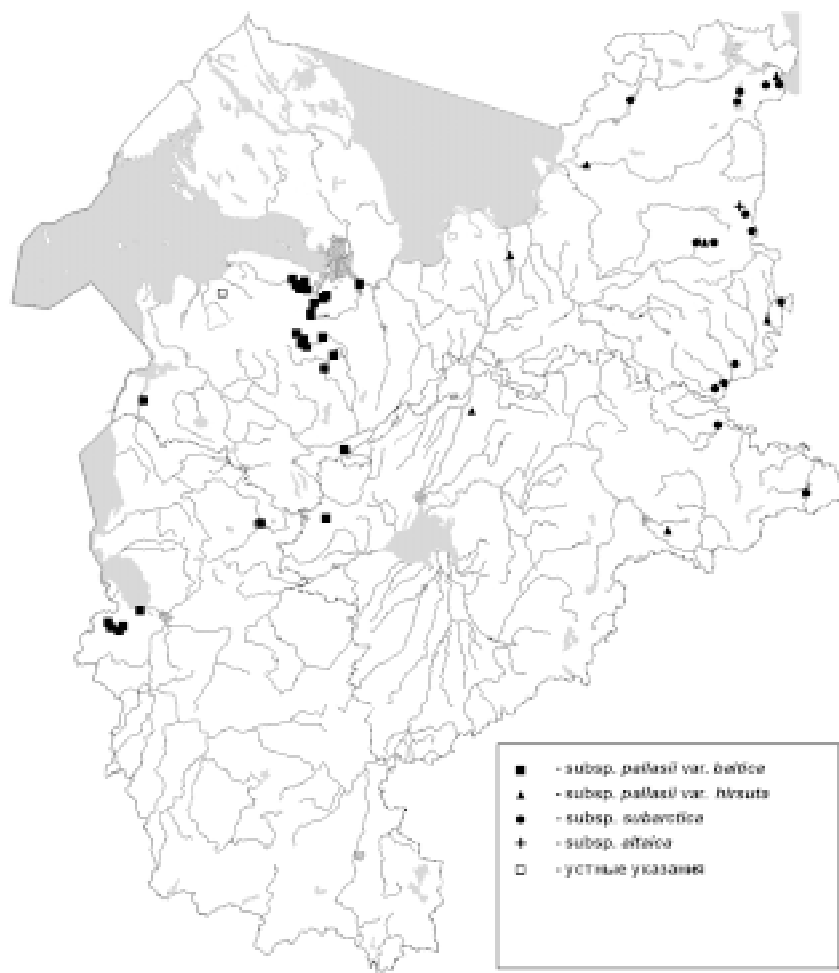 - subsp. pallasii var. baltica
- subsp. pallasii var. hirsuta
- subsp. subarctica
- subsp. altaica
- устные указания